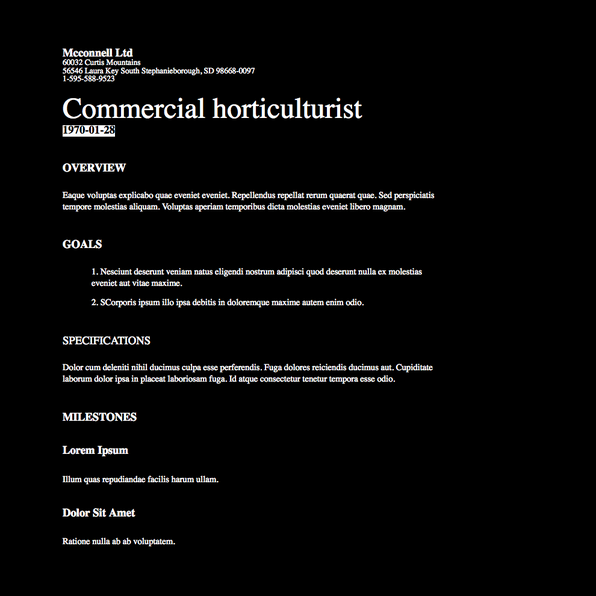 Mcconnell Ltd
60032 Curtis Mountains
56546 Laura Key South Stephanieborough, SD 98668-0097
1-595-588-9523
Commercial horticulturist
1970-01-28
OVERVIEW
Eaque voluptas explicabo quae eveniet eveniet. Repellendus repellat rerum quaerat quae. Sed perspiciatis
tempore molestias aliquam. Voluptas aperiam temporibus dicta molestias eveniet libero magnam.
GOALS
1. Nesciunt deserunt veniam natus eligendi nostrum adipisci quod deserunt nulla ex molestias
eveniet aut vitae maxime.
2. SCorporis ipsum illo ipsa debitis in doloremque maxime autem enim odio.
SPECIFICATIONS
Dolor cum deleniti nihil ducimus culpa esse perferendis. Fuga dolores reiciendis ducimus aut. Cupiditate
laborum dolor ipsa in placeat laboriosam fuga. Id atque consectetur tenetur tempora esse odio.
MILESTONES
Lorem Ipsum
Illum quas repudiandae facilis harum ullam.
Dolor Sit Amet
Ratione nulla ab ab voluptatem.